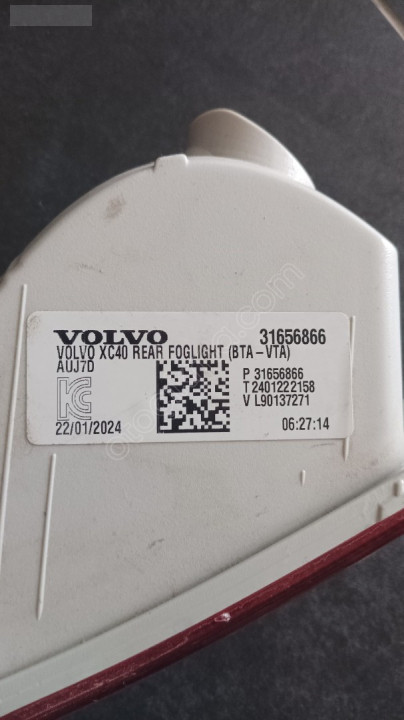 VOLVO 31656866
VOLVO XC40 REAR FOGLIGHT (BTA-VTA)
AUJ7D
P 31656866
T 2401222158
V L90137271
22/01/2024 06:27:14